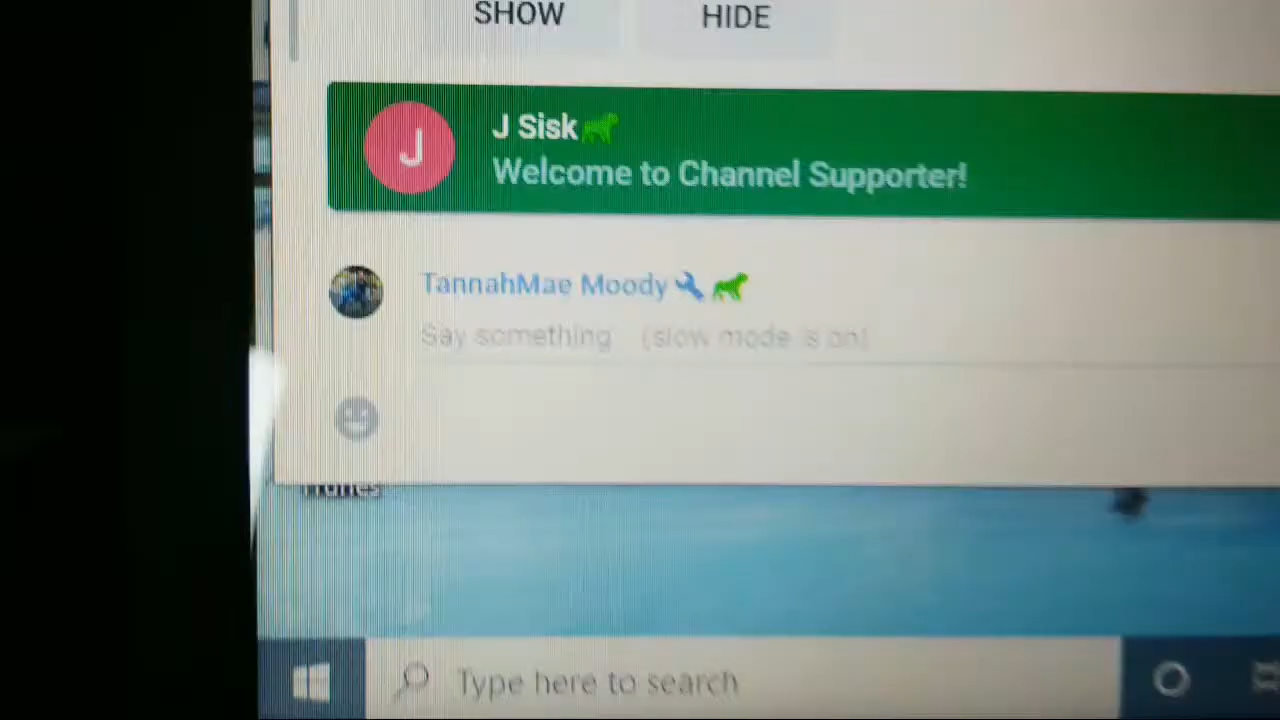 SHOW
HIDE
J
J Sisk
Welcome to Channel Supporter!
TannahMae Moody
Say something (slow mode is on)
iTunes
Type here to search